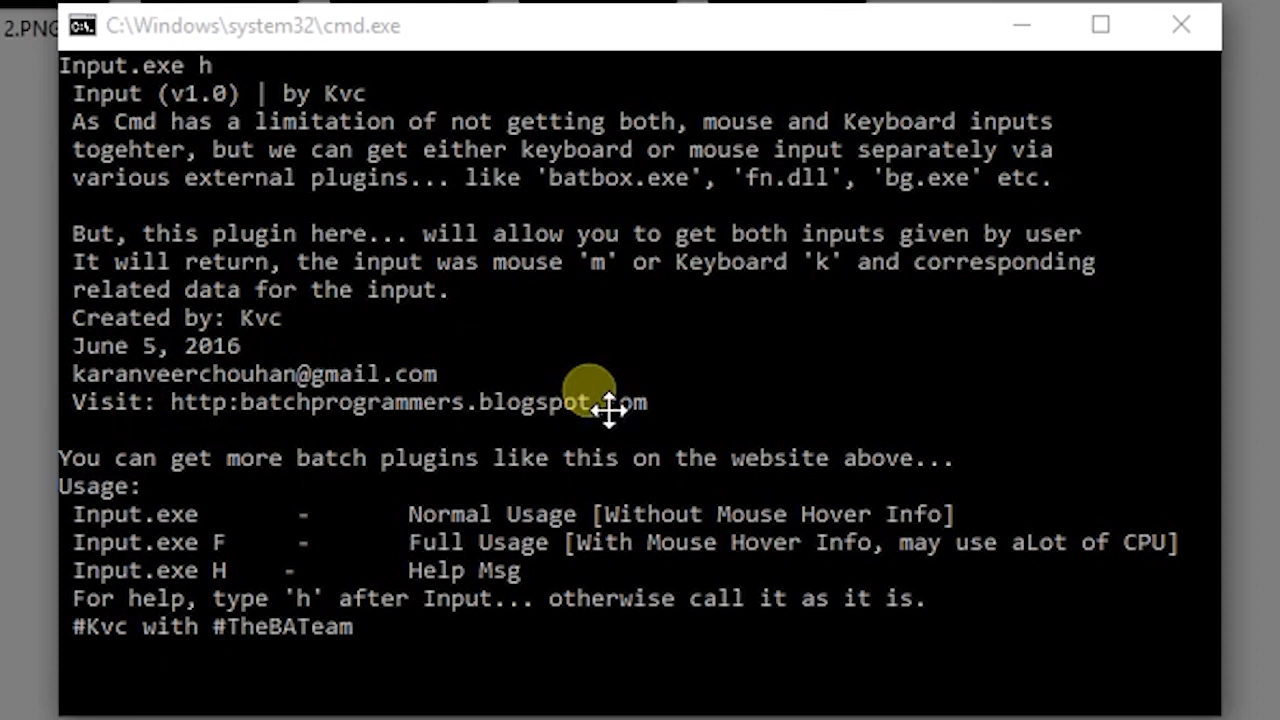 2.PNG
C:\Windows\system32\cmd.exe
Input.exe h
Input (v1.0) | by Kvc
As Cmd has a limitation of not getting both, mouse and Keyboard inputs
togehter, but we can get either keyboard or mouse input separately via
various external plugins... like 'batbox.exe', 'fn.dll', 'bg.exe' etc.
But, this plugin here... will allow you to get both inputs given by user
It will return, the input was mouse 'm' or Keyboard 'k' and corresponding
related data for the input.
Created by: Kvc
June 5, 2016
karanveerchouhan@gmail.com
Visit: http:batchprogrammers.blogspot.com
You can get more batch plugins like this on the website above...
Usage:
Input.exe - Normal Usage [Without Mouse Hover Info]
Input.exe F - Full Usage [With Mouse Hover Info, may use aLot of CPU]
Input.exe H - Help Msg
For help, type 'h' after Input... otherwise call it as it is.
#Kvc with #TheBATeam